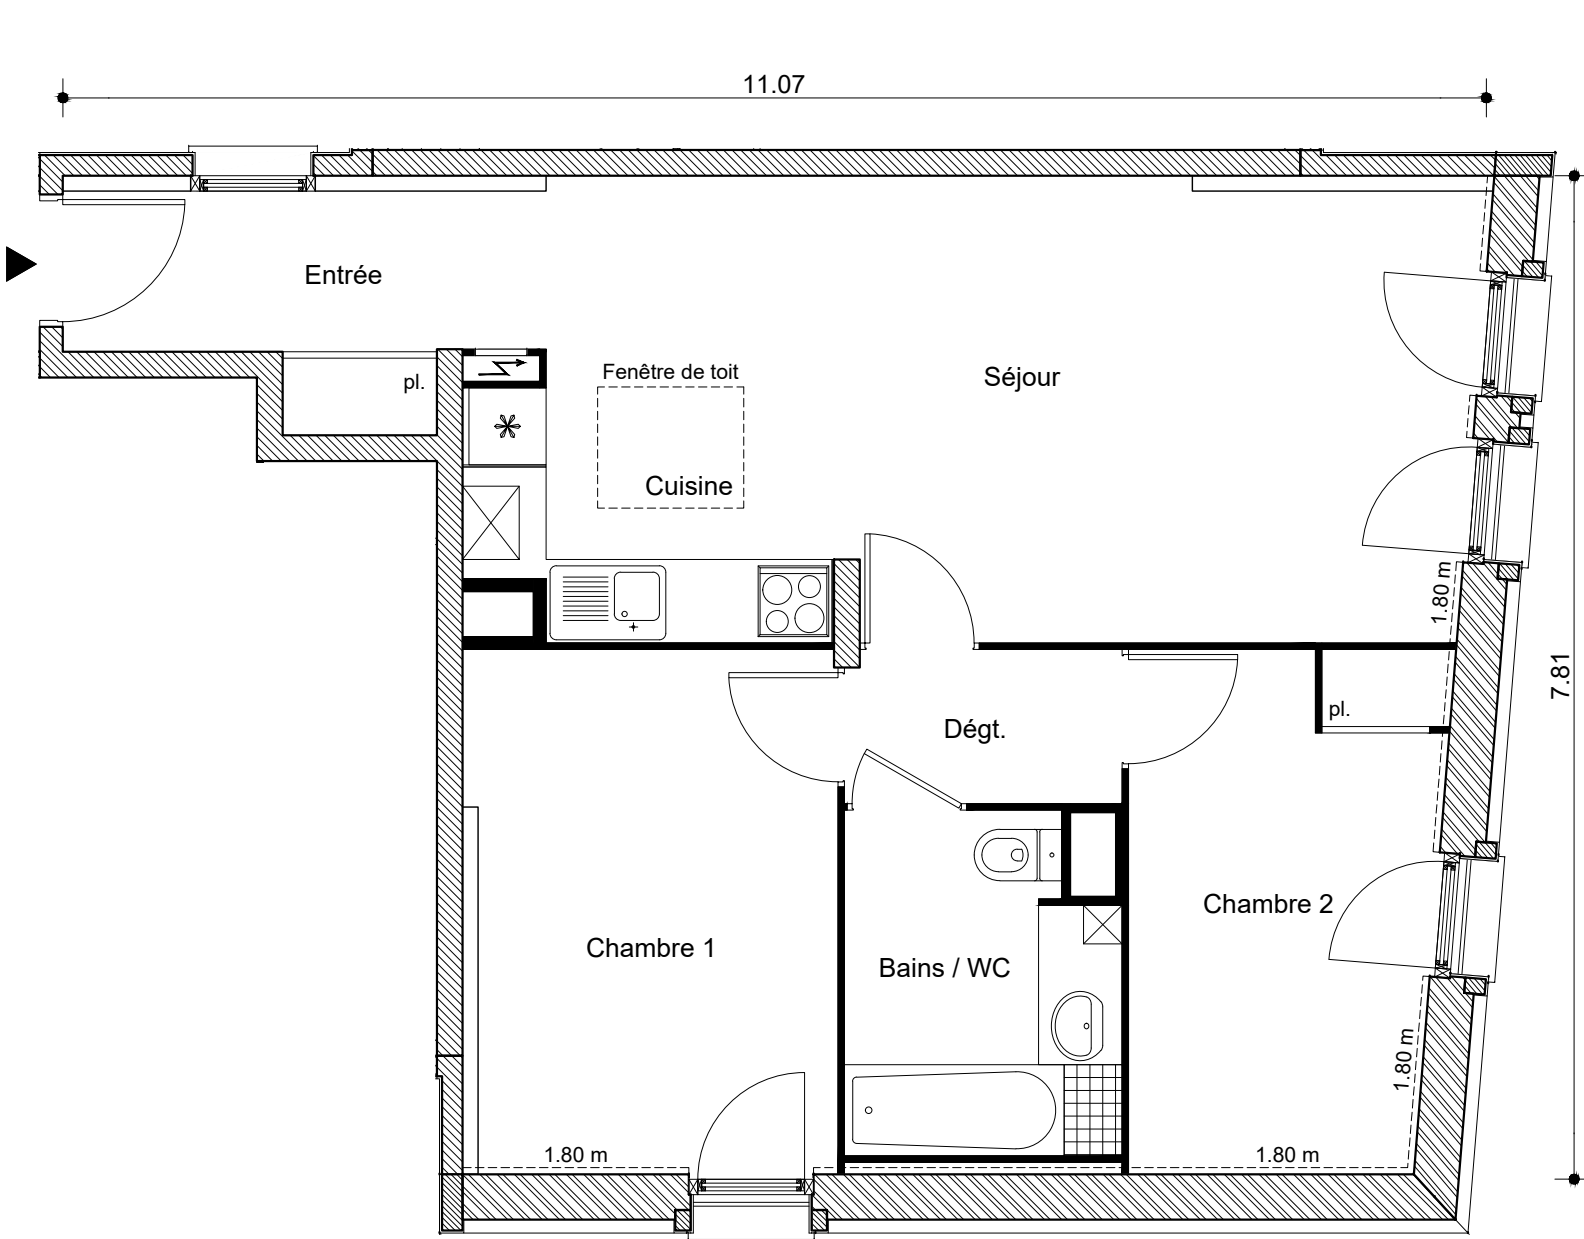 11.07
Entrée
pl.
Fenêtre de toit
Cuisine
Séjour
1.80 m
7.81
pl.
Dégt.
Chambre 2
Chambre 1
Bains / WC
1.80 m
1.80 m
1.80 m